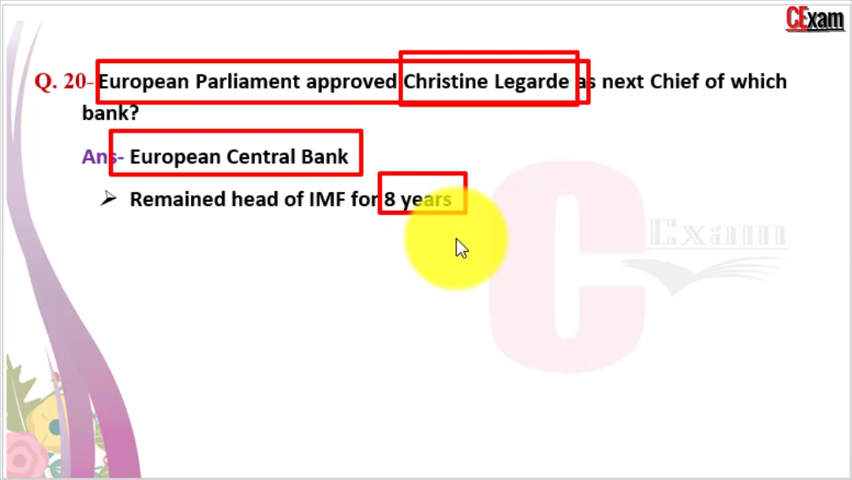 CExam
Q. 20- European Parliament approved Christine Legarde as next Chief of which
bank?
Ans- European Central Bank
➢ Remained head of IMF for 8 years
C Exam